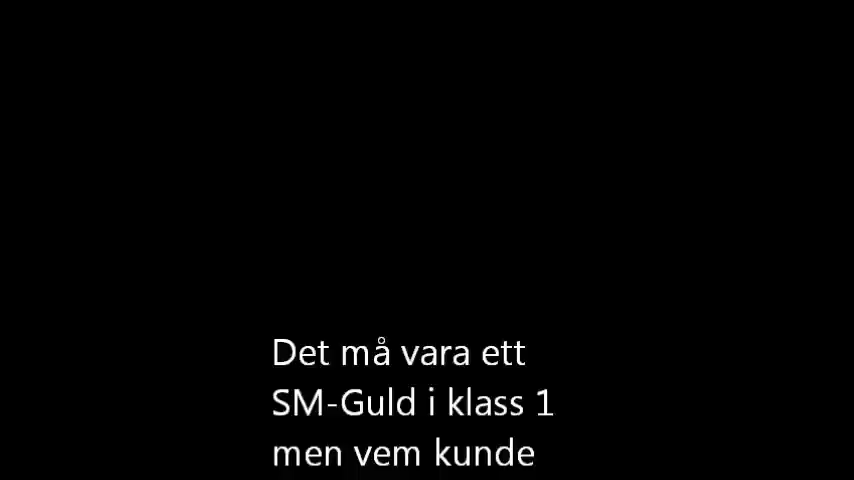 Det må vara ett
SM-Guld i klass 1
men vem kunde